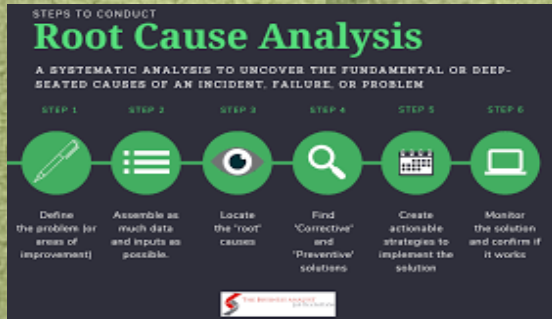 STEPS TO CONDUCT
Root Cause Analysis
A SYSTEMATIC ANALYSIS TO UNCOVER THE FUNDAMENTAL OR DEEP-
SEATED CAUSES OF AN INCIDENT, FAILURE, OR PROBLEM
STEP 1
Define
the problem (or
areas of
improvement)
STEP 2
Assemble as
much data
and inputs as
possible.
STEP 3
Locate
the 'root'
causes
STEP 4
Find
'Corrective'
and
'Preventive'
solutions
STEP 5
Create
actionable
strategies to
implement the
solution
STEP 6
Monitor
the solution
and confirm if
it works
THE BUSINESS ANALYST